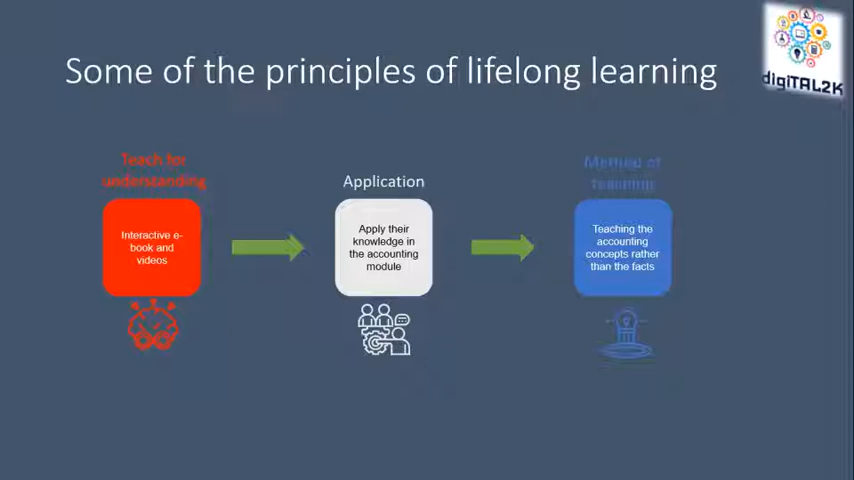 Some of the principles of lifelong learning
digiTAL2K
Teach for
understanding
Interactive e-
book and
videos
Application
Apply their
knowledge in
the accounting
module
Method of
teaching
Teaching the
accounting
concepts rather
than the facts